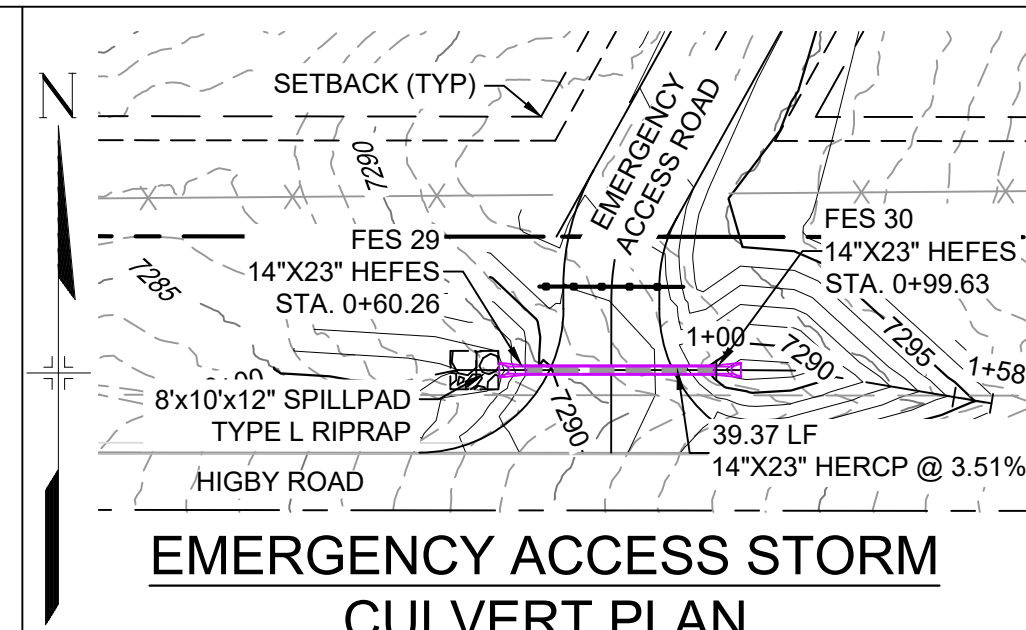 N
SETBACK (TYP)
EMERGENCY
ACCESS ROAD
7290
7285
FES 29
14"X23" HEFES
STA. 0+60.26
FES 30
14"X23" HEFES
STA. 0+99.63
1+00
7290
7295
1+58
8'x10'x12" SPILLPAD
TYPE L RIPRAP
7290
39.37 LF
14"X23" HERCP @ 3.51%
HIGBY ROAD
EMERGENCY ACCESS STORM
CULVERT PLAN